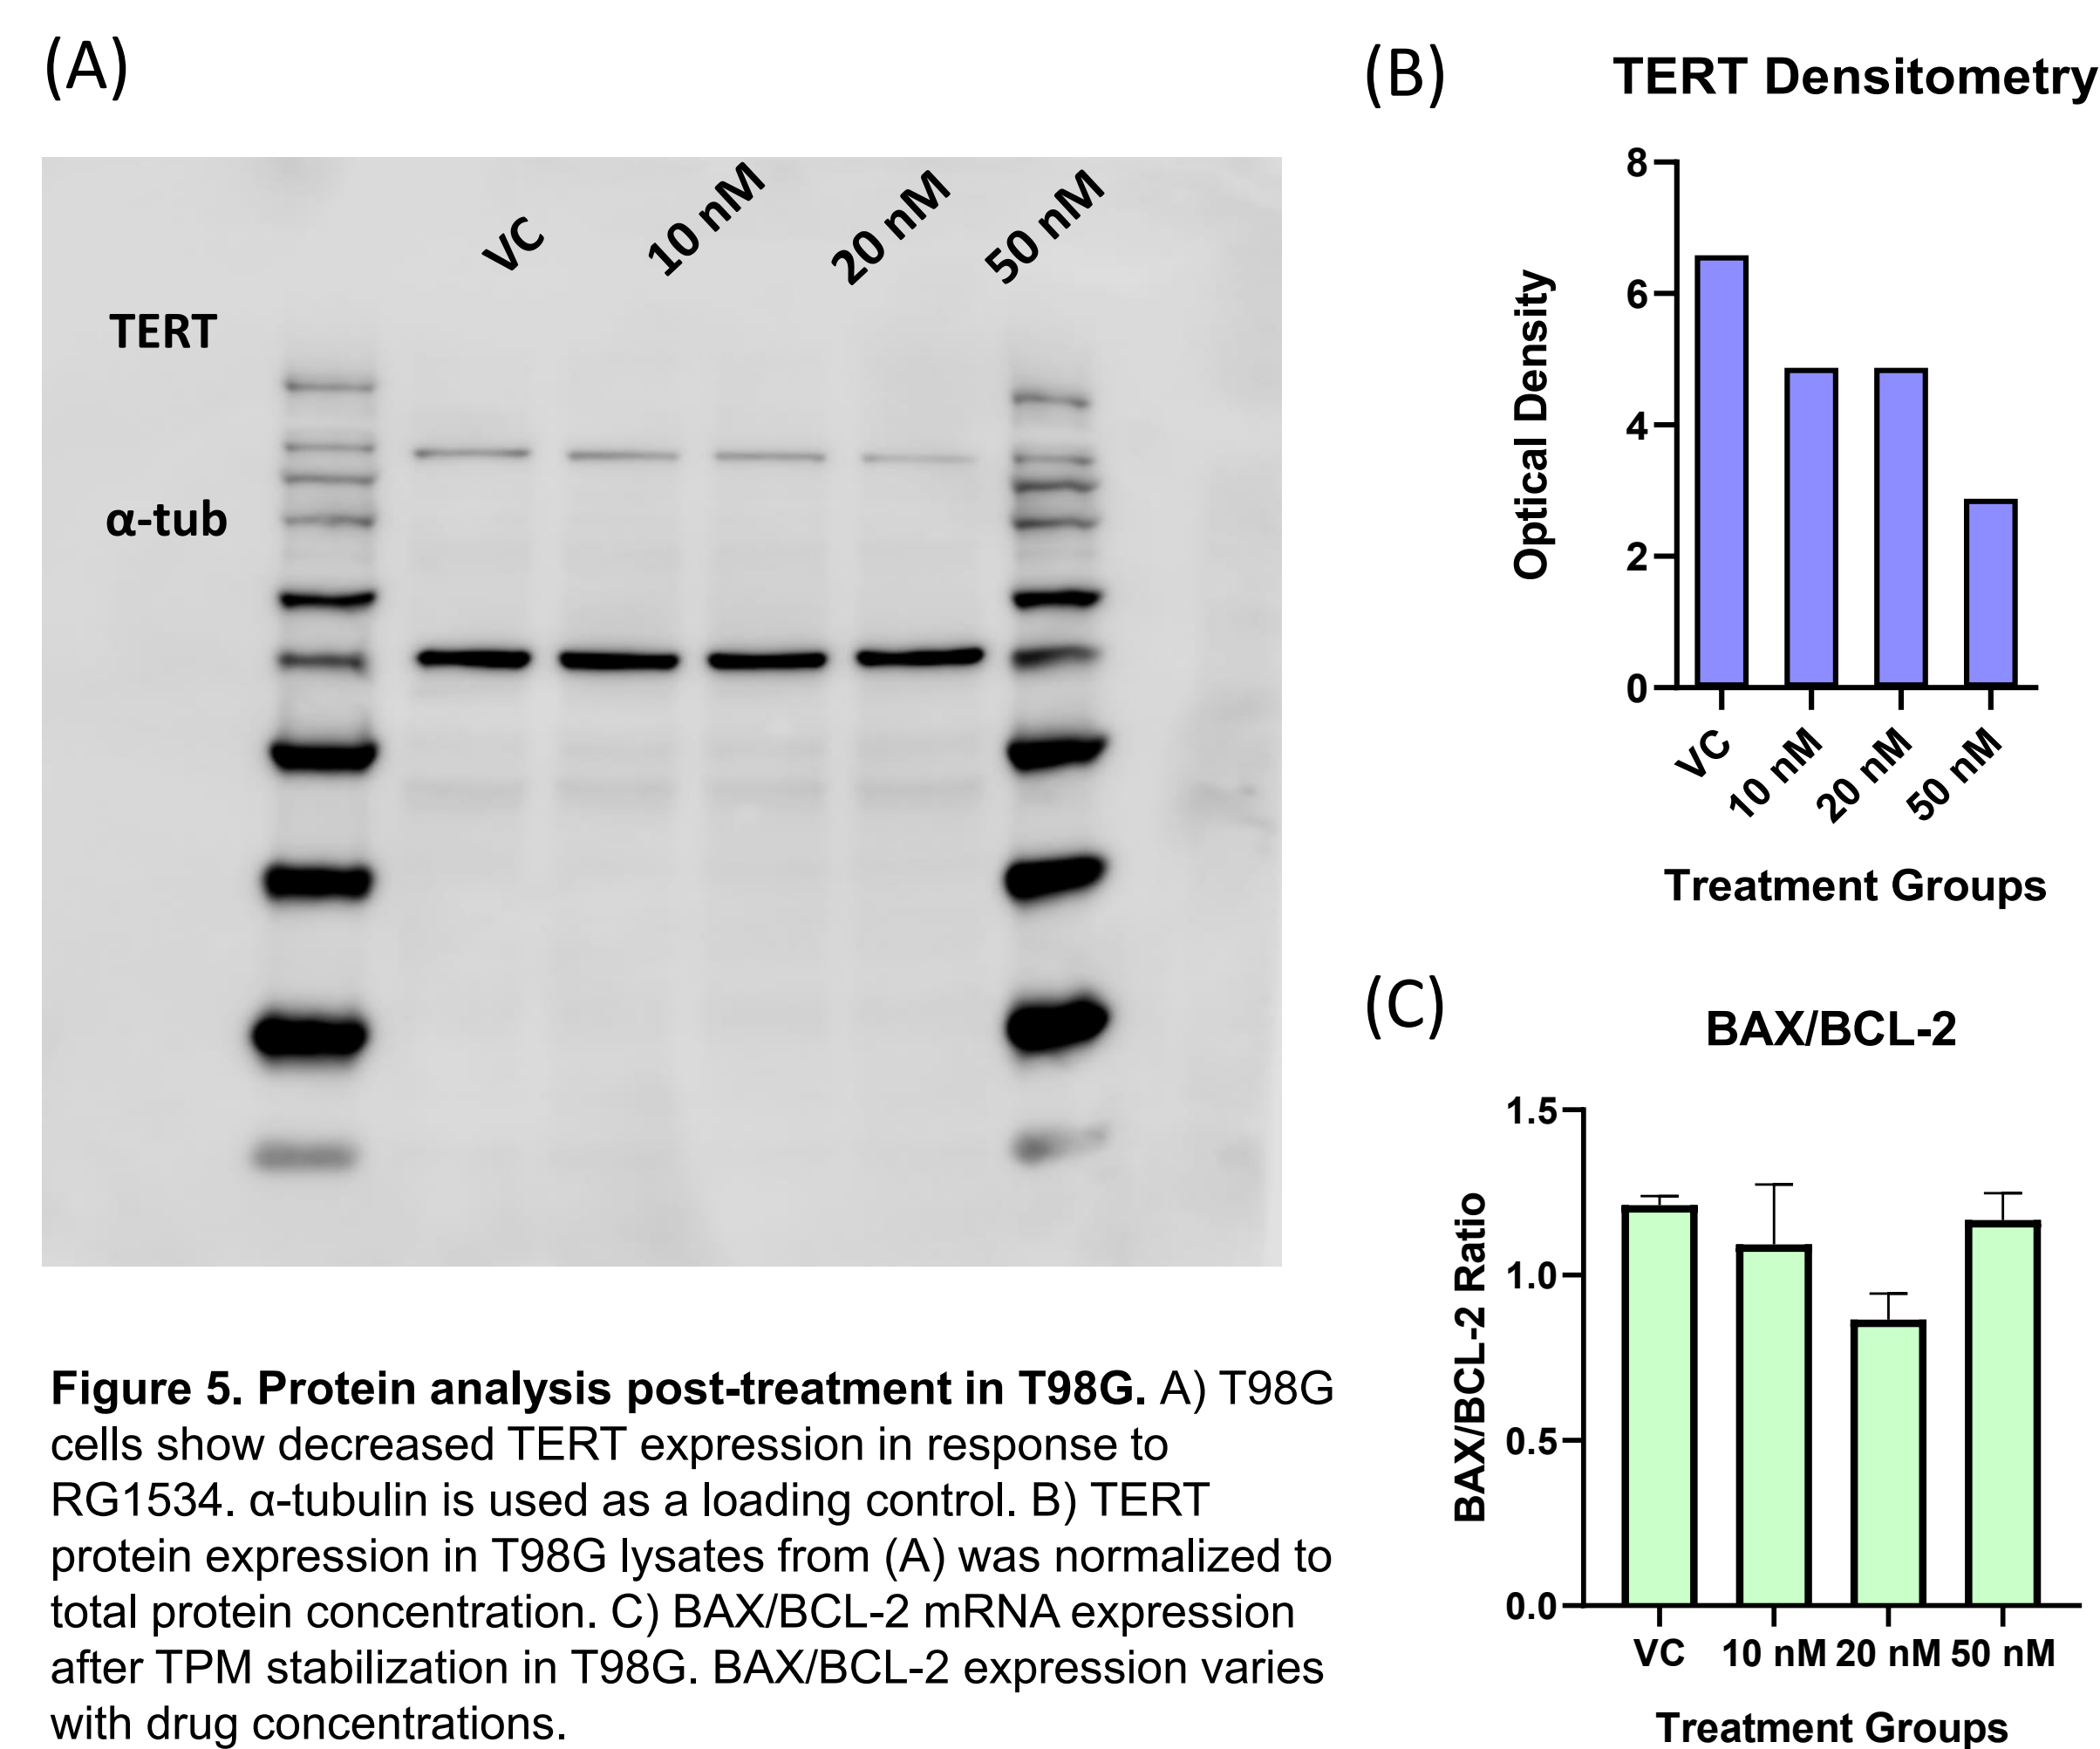 (A)
VC
10 nM
20 nM
50 nM
TERT
α-tub
(B)
TERT Densitometry
8
6
4
2
0
Optical Density
VC
10 nM
20 nM
50 nM
Treatment Groups
(C)
BAX/BCL-2
1.5
1.0
0.5
0.0
BAX/BCL-2 Ratio
VC 10 nM 20 nM 50 nM
Treatment Groups
Figure 5. Protein analysis post-treatment in T98G. A) T98G
cells show decreased TERT expression in response to
RG1534. α-tubulin is used as a loading control. B) TERT
protein expression in T98G lysates from (A) was normalized to
total protein concentration. C) BAX/BCL-2 mRNA expression
after TPM stabilization in T98G. BAX/BCL-2 expression varies
with drug concentrations.